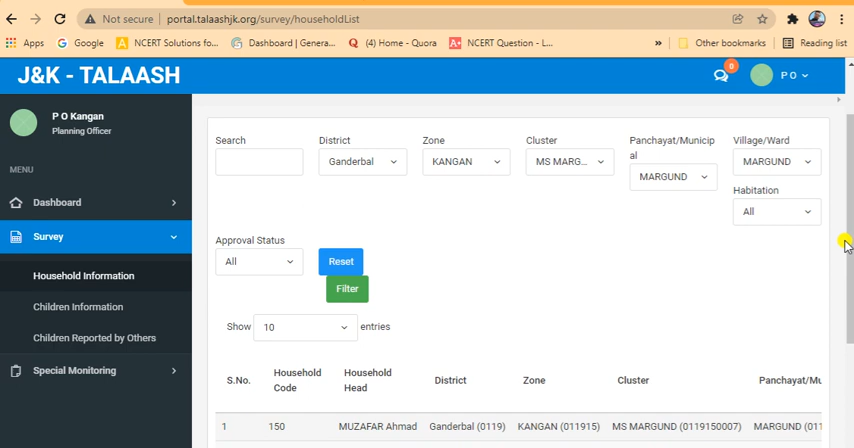 Not secure | portal.talaashjk.org/survey/householdList
Apps Google NCERT Solutions fo... Dashboard | Genera... (4) Home - Quora NCERT Question - L... » Other bookmarks Reading list
J&K - TALAASH 0 P O
P O Kangan
Planning Officer
MENU
Dashboard
Survey
Household Information
Children Information
Children Reported by Others
Special Monitoring
Search District Zone Cluster Panchayat/Municip
al Village/Ward
Ganderbal KANGAN MS MARG... MARGUND MARGUND
Habitation
All
Approval Status
All Reset
Filter
Show 10 entries
S.No. Household
Code Household
Head District Zone Cluster Panchayat/Mu
1 150 MUZAFAR Ahmad Ganderbal (0119) KANGAN (011915) MS MARGUND (0119150007) MARGUND (011